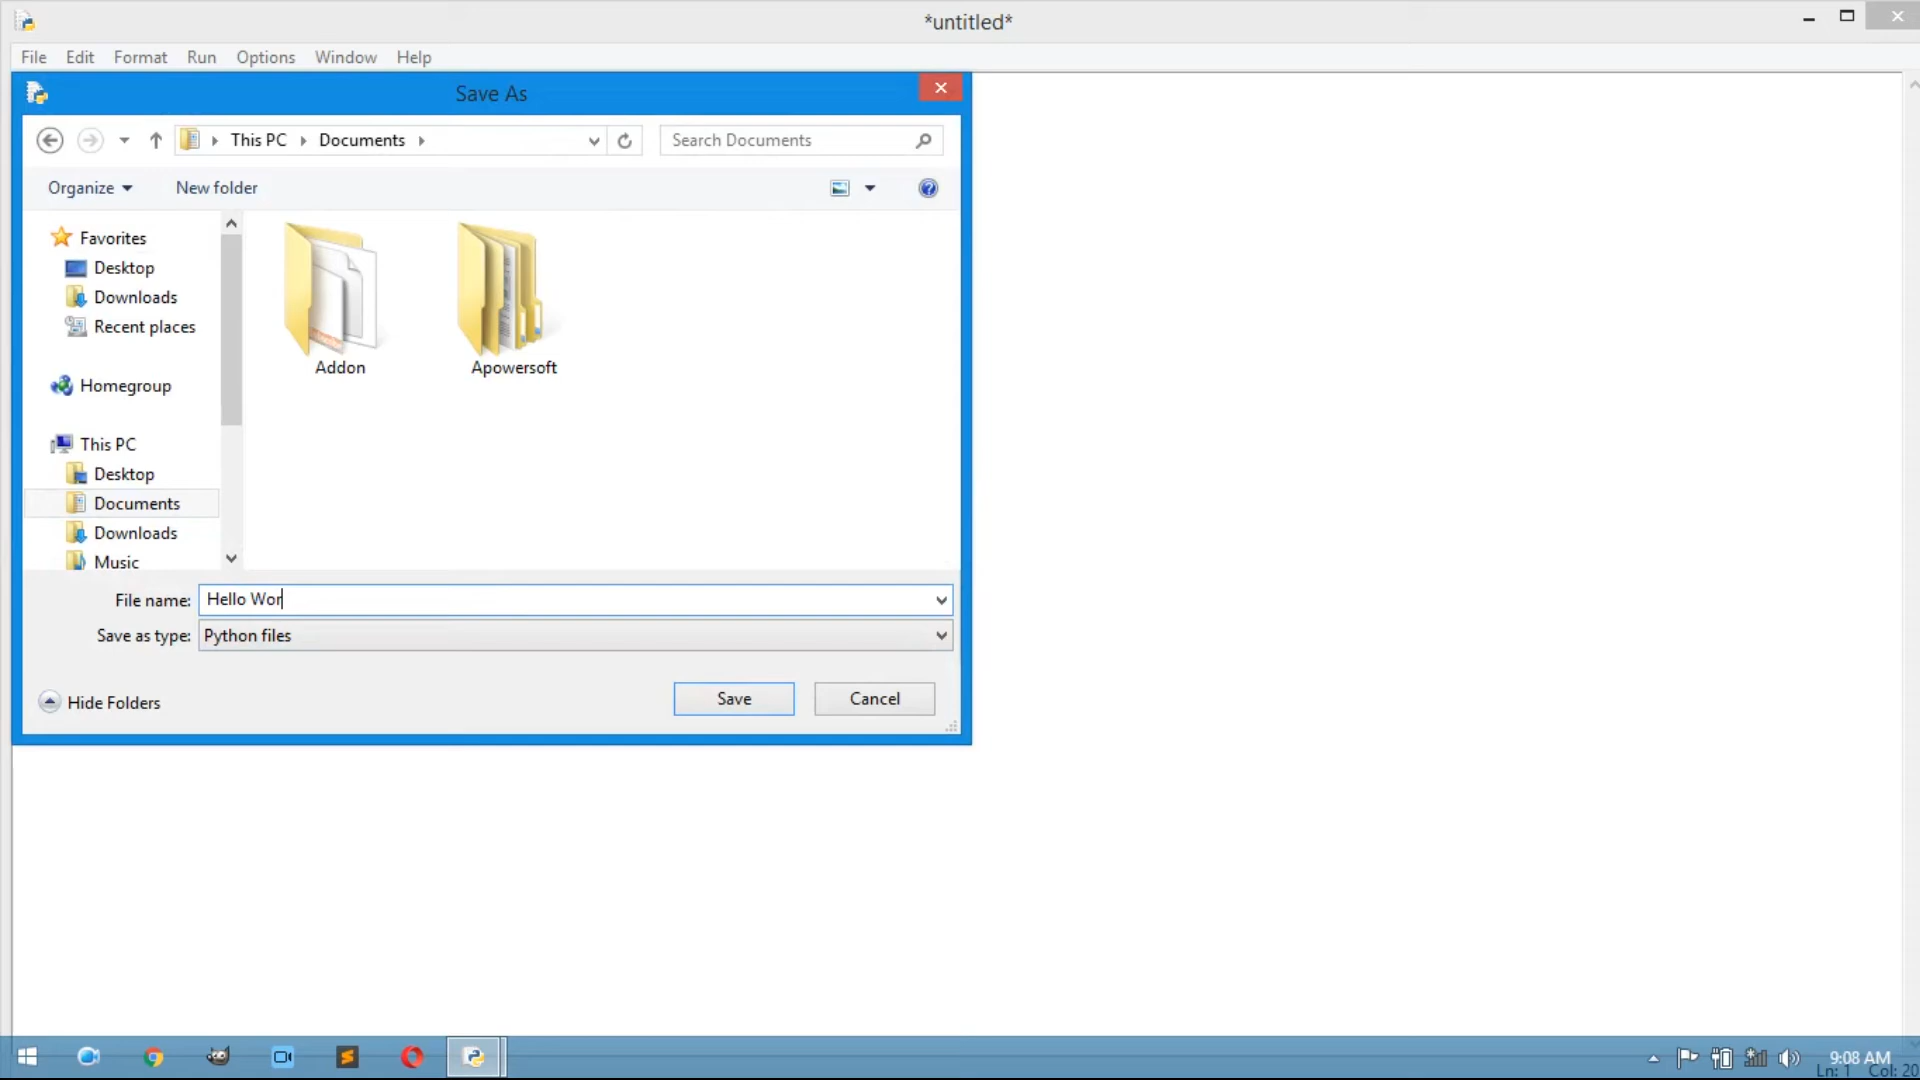 *untitled*
File Edit Format Run Options Window Help
Save As
This PC Documents Search Documents
Organize New folder
Favorites
Desktop
Downloads
Recent places
Homegroup
This PC
Desktop
Documents
Downloads
Music
Addon Apowersoft
File name: Hello Wor
Save as type: Python files
Hide Folders Save Cancel
9:08 AM
Ln: 1 Col: 20